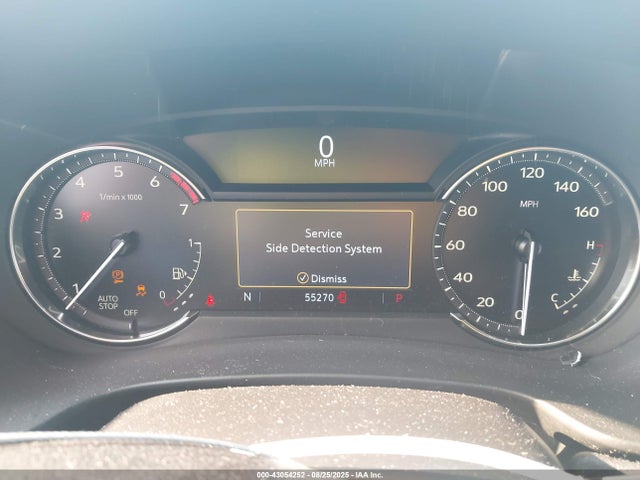 0
MPH
1 2 3 4 5 6 7
1/min x 1000
AUTO
STOP
OFF
1
0
Service
Side Detection System
Dismiss
N 55270 P
0 20 40 60 80 100 120 140 160
MPH
H
C
000-43054252 - 08/25/2025 - IAA Inc.